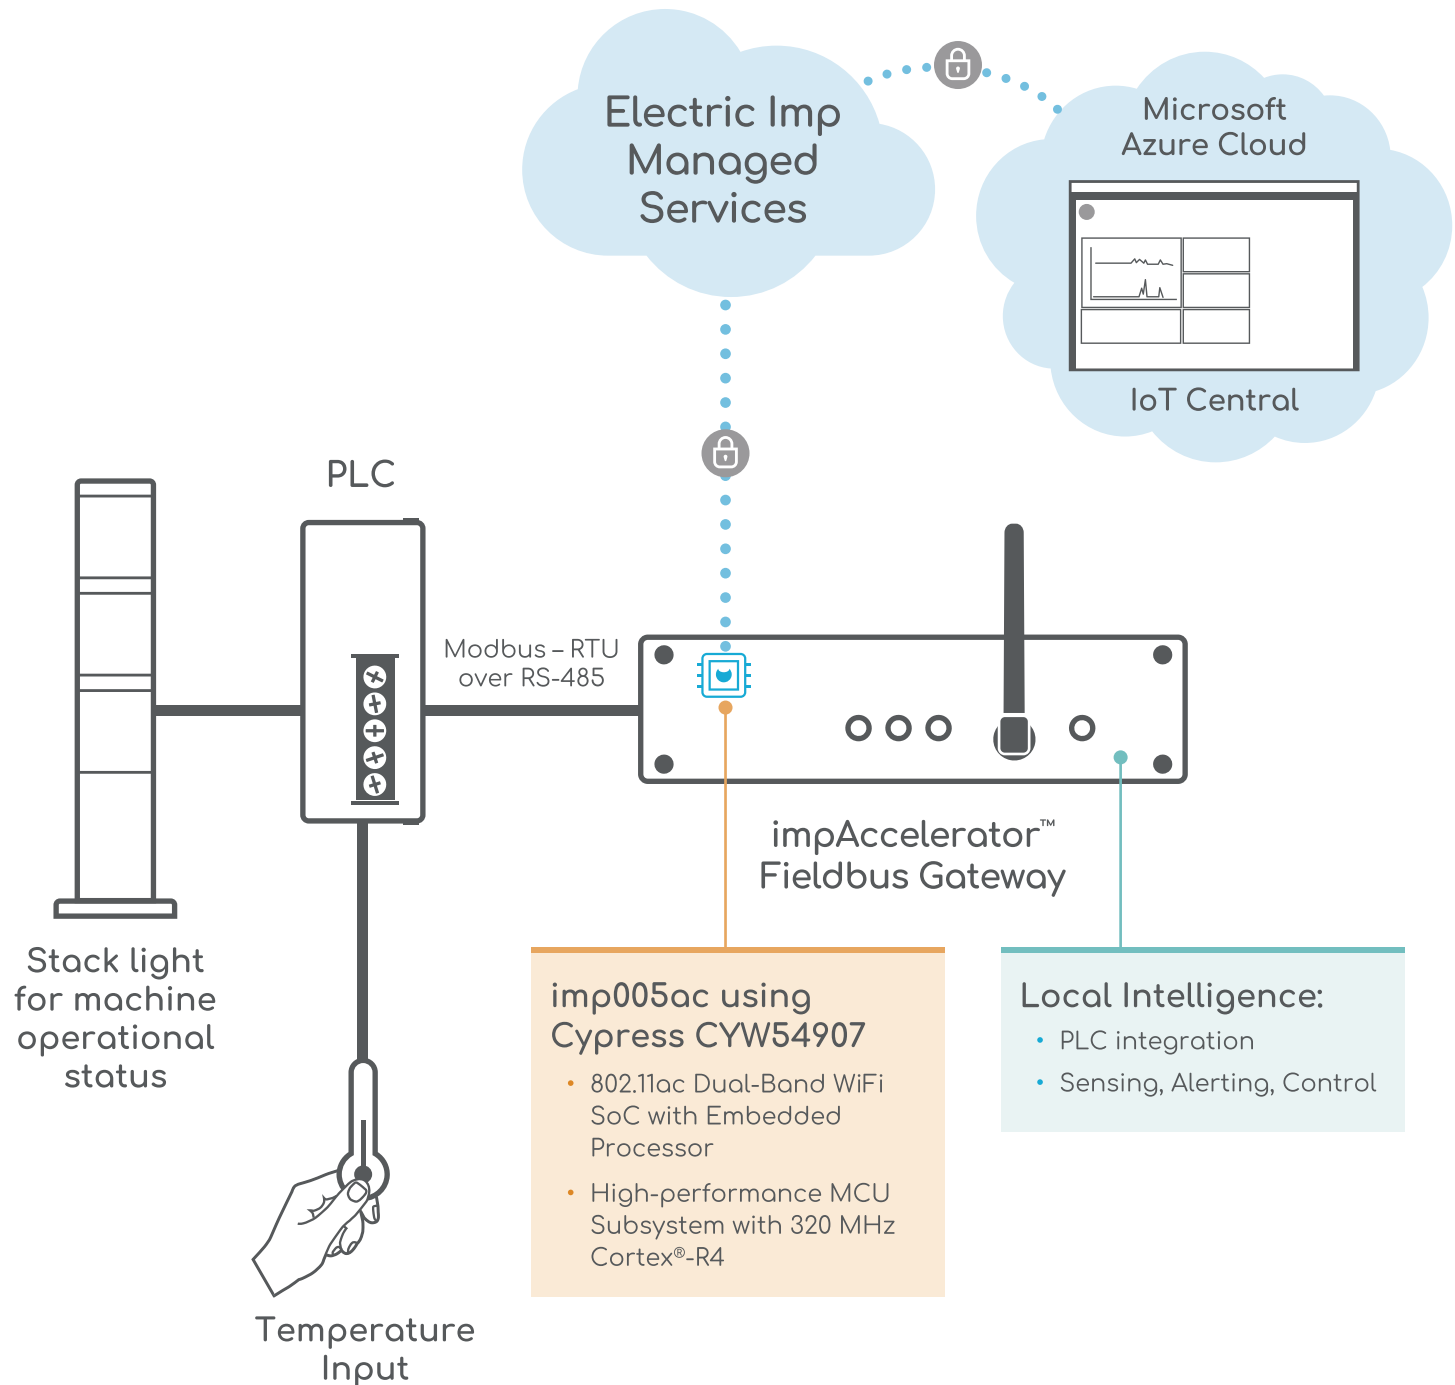 Electric Imp
Managed
Services
Microsoft
Azure Cloud
IoT Central
PLC
Modbus – RTU
over RS-485
impAccelerator™
Fieldbus Gateway
Stack light
for machine
operational
status
imp005ac using
Cypress CYW54907
• 802.11ac Dual-Band WiFi
SoC with Embedded
Processor
• High-performance MCU
Subsystem with 320 MHz
Cortex®-R4
Local Intelligence:
• PLC integration
• Sensing, Alerting, Control
Temperature
Input